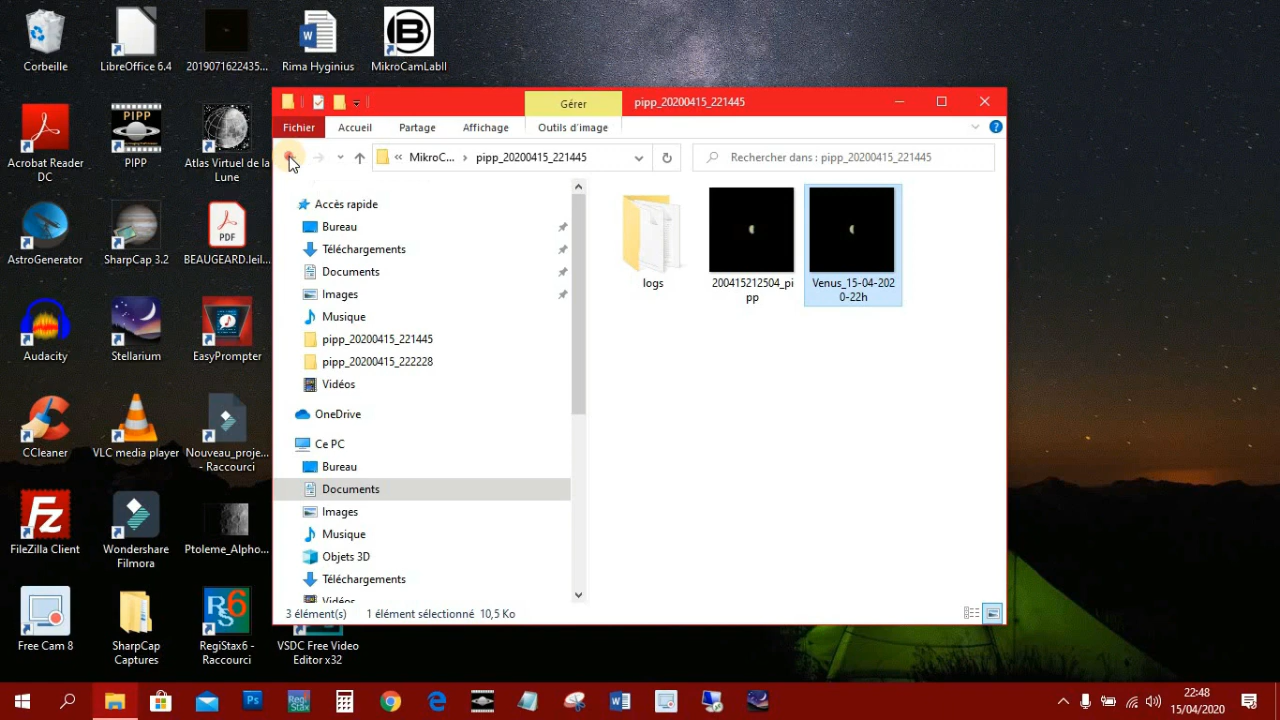 Corbeille
LibreOffice 6.4
2019071622435...
Rima Hyginius
MikroCamLabII
Acrobat Reader
DC
PIPP
PIPP
Atlas Virtuel de la
Lune
AstroGenerator
SharpCap 3.2
PDF
BEAUGEARD.leil...
Audacity
Stellarium
EasyPrompter
CCleaner
VLC media player
Nouveau_proje...
- Raccourci
FileZilla Client
Wondershare
Filmora
Ptoleme_Alpho...
Free Cam 8
SharpCap
Captures
RegiStax6 -
Raccourci
VSDC Free Video
Editor x32
Gérer
pipp_20200415_221445
Fichier
Accueil
Partage
Affichage
Outils d'image
« MikroC... › pipp_20200415_221445
Rechercher dans : pipp_20200415_221445
Accès rapide
Bureau
Téléchargements
Documents
Images
Musique
pipp_20200415_221445
pipp_20200415_222228
Vidéos
OneDrive
Ce PC
Bureau
Documents
Images
Musique
Objets 3D
Téléchargements
Vidéos
logs
200415212504_pi
pp
Venus_15-04-202
0-22h
3 élément(s)
1 élément sélectionné 10,5 Ko
22:48
15/04/2020